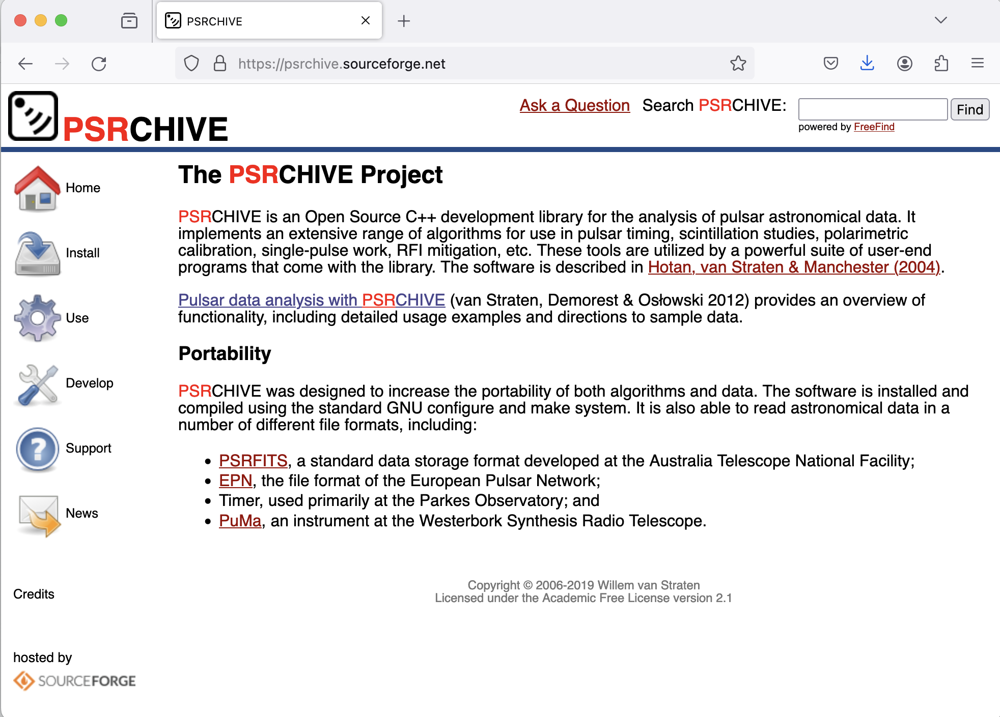 PSRCHIVE
https://psrchive.sourceforge.net
PSRCHIVE
Ask a Question Search PSRCHIVE: Find
powered by FreeFind
Home
Install
Use
Develop
Support
News
Credits
hosted by
SOURCEFORGE
The PSRCHIVE Project
PSRCHIVE is an Open Source C++ development library for the analysis of pulsar astronomical data. It
implements an extensive range of algorithms for use in pulsar timing, scintillation studies, polarimetric
calibration, single-pulse work, RFI mitigation, etc. These tools are utilized by a powerful suite of user-end
programs that come with the library. The software is described in Hotan, van Straten & Manchester (2004).
Pulsar data analysis with PSRCHIVE (van Straten, Demorest & Osłowski 2012) provides an overview of
functionality, including detailed usage examples and directions to sample data.
Portability
PSRCHIVE was designed to increase the portability of both algorithms and data. The software is installed and
compiled using the standard GNU configure and make system. It is also able to read astronomical data in a
number of different file formats, including:
• PSRFITS, a standard data storage format developed at the Australia Telescope National Facility;
• EPN, the file format of the European Pulsar Network;
• Timer, used primarily at the Parkes Observatory; and
• PuMa, an instrument at the Westerbork Synthesis Radio Telescope.
Copyright © 2006-2019 Willem van Straten
Licensed under the Academic Free License version 2.1